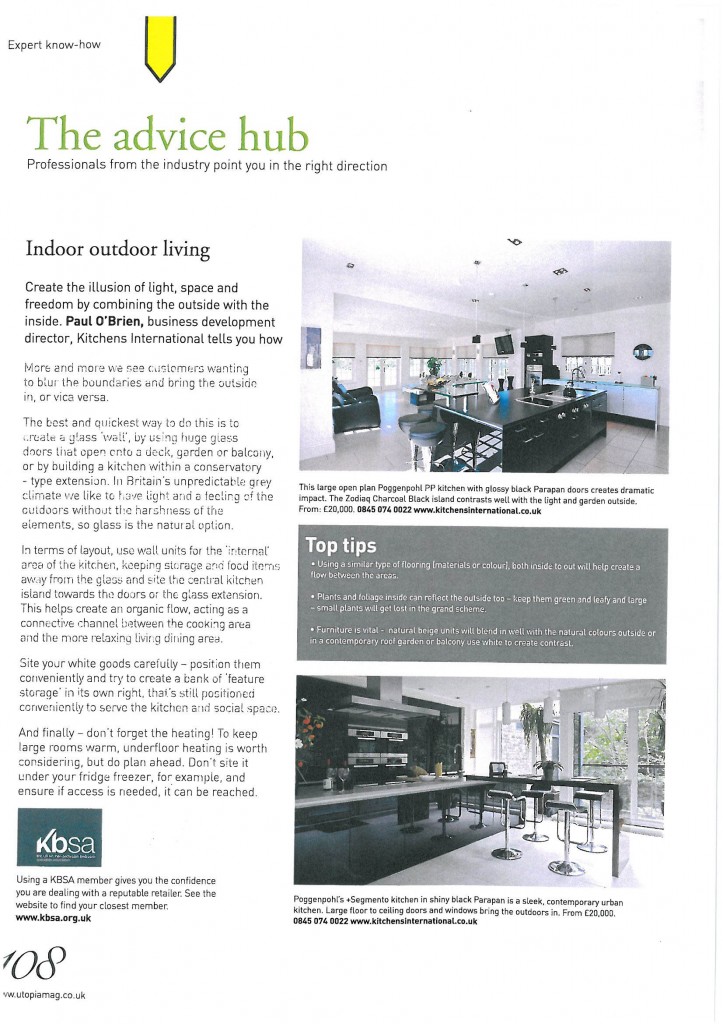 Expert know-how
The advice hub
Professionals from the industry point you in the right direction
Indoor outdoor living
Create the illusion of light, space and
freedom by combining the outside with the
inside. Paul O'Brien, business development
director, Kitchens International tells you how
More and more we see customers wanting
to blur the boundaries and bring the outside
in, or vica versa.
The best and quickest way to do this is to
create a glass 'wall', by using huge glass
doors that open onto a deck, garden or balcony,
or by building a kitchen within a conservatory
- type extension. In Britain's unpredictable grey
climate we like to have light and a feeling of the
outdoors without the harshness of the
elements, so glass is the natural option.
In terms of layout, use wall units for the 'internal'
area of the kitchen, keeping storage and food items
away from the glass and site the central kitchen
island towards the doors or the glass extension.
This helps create an organic flow, acting as a
connective channel between the cooking area
and the more relaxing living dining area.
Site your white goods carefully – position them
conveniently and try to create a bank of 'feature
storage' in its own right, that's still positioned
conveniently to serve the kitchen and social space.
And finally – don't forget the heating! To keep
large rooms warm, underfloor heating is worth
considering, but do plan ahead. Don't site it
under your fridge freezer, for example, and
ensure if access is needed, it can be reached.
kbsa
Using a KBSA member gives you the confidence
you are dealing with a reputable retailer. See the
website to find your closest member.
www.kbsa.org.uk
108
vw.utopiamag.co.uk
This large open plan Poggenpohl PP kitchen with glossy black Parapan doors creates dramatic
impact. The Zodiaq Charcoal Black island contrasts well with the light and garden outside.
From: £20,000. 0845 074 0022 www.kitchensinternational.co.uk
Top tips
• Using a similar type of flooring (materials or colour), both inside to out will help create a
flow between the areas.
• Plants and foliage inside can reflect the outside too – keep them green and leafy and large
– small plants will get lost in the grand scheme.
• Furniture is vital – natural beige units will blend in well with the natural colours outside or
in a contemporary roof garden or balcony use white to create contrast.
Poggenpohl's +Segmento kitchen in shiny black Parapan is a sleek, contemporary urban
kitchen. Large floor to ceiling doors and windows bring the outdoors in. From £20,000.
0845 074 0022 www.kitchensinternational.co.uk